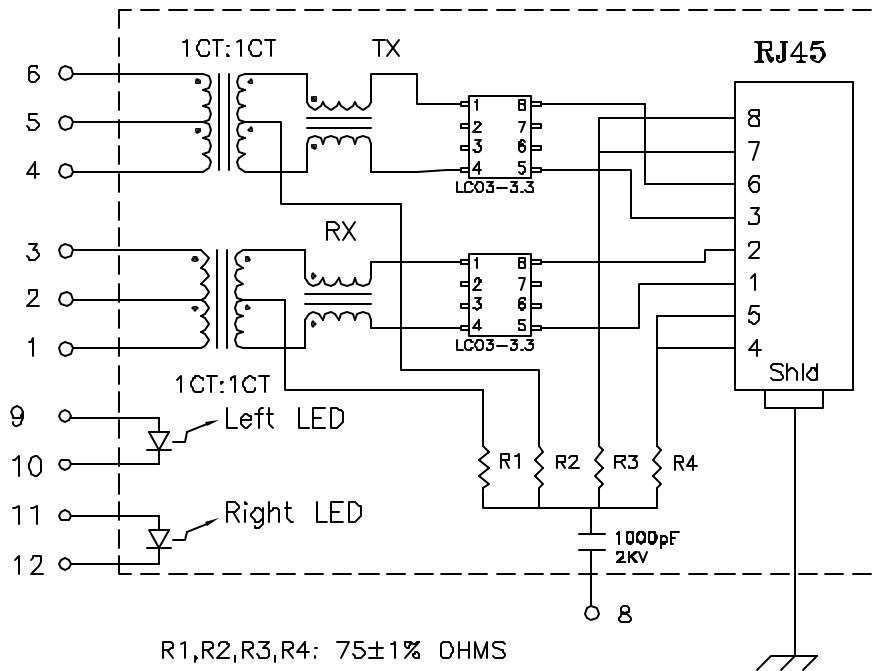 1CT:1CT TX RJ45
6
5
4
1 8
2 7
3 6
4 5
LC03-3.3
8
7
6
3
2
1
5
4
Shld
RX
3
2
1
1 8
2 7
3 6
4 5
LC03-3.3
1CT:1CT
9 Left LED
10
R1 R2 R3 R4
11 Right LED
12
1000pF
2KV
8
R1,R2,R3,R4: 75±1% OHMS